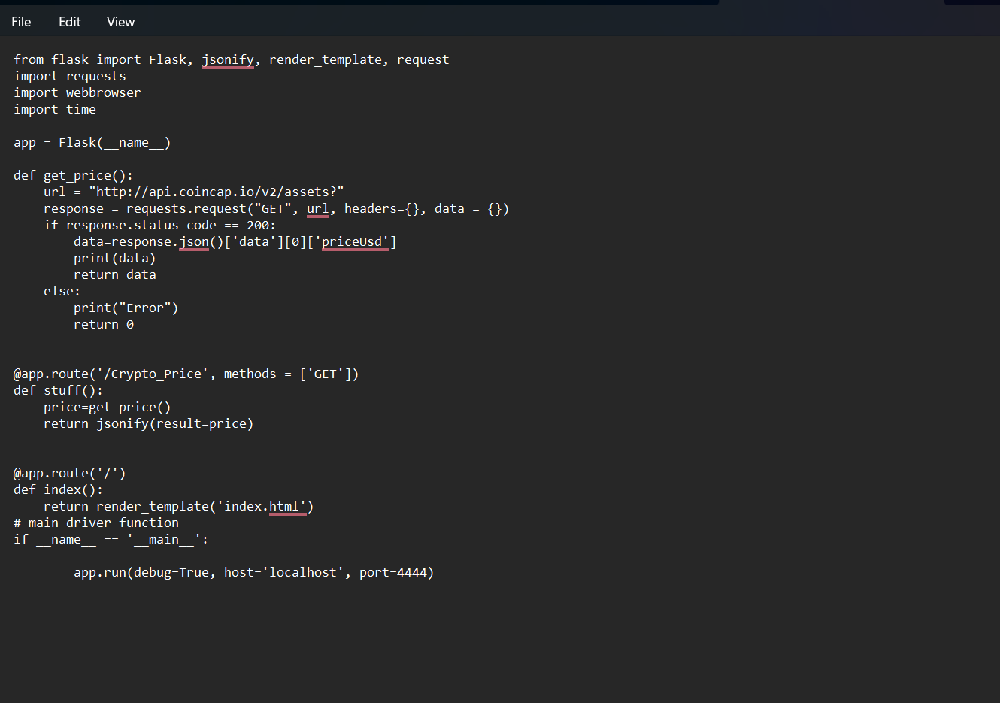 File Edit View
from flask import Flask, jsonify, render_template, request
import requests
import webbrowser
import time

app = Flask(__name__)

def get_price():
    url = "http://api.coincap.io/v2/assets?"
    response = requests.request("GET", url, headers={}, data = {})
    if response.status_code == 200:
        data=response.json()['data'][0]['priceUsd']
        print(data)
        return data
    else:
        print("Error")
        return 0


@app.route('/Crypto_Price', methods = ['GET'])
def stuff():
    price=get_price()
    return jsonify(result=price)


@app.route('/')
def index():
    return render_template('index.html')
# main driver function
if __name__ == '__main__':

        app.run(debug=True, host='localhost', port=4444)